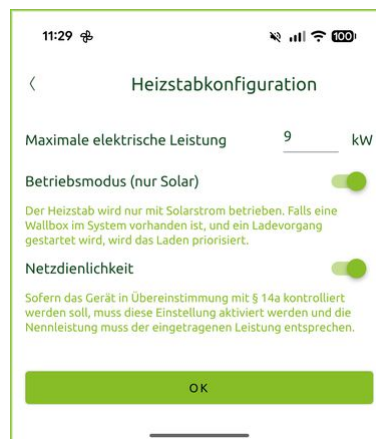 11:29
100
Heizstabkonfiguration
Maximale elektrische Leistung 9 kW
Betriebsmodus (nur Solar)
Der Heizstab wird nur mit Solarstrom betrieben. Falls eine
Wallbox im System vorhanden ist, und ein Ladevorgang
gestartet wird, wird das Laden priorisiert.
Netzdienlichkeit
Sofern das Gerät in Übereinstimmung mit § 14a kontrolliert
werden soll, muss diese Einstellung aktiviert werden und die
Nennleistung muss der eingetragenen Leistung entsprechen.
OK